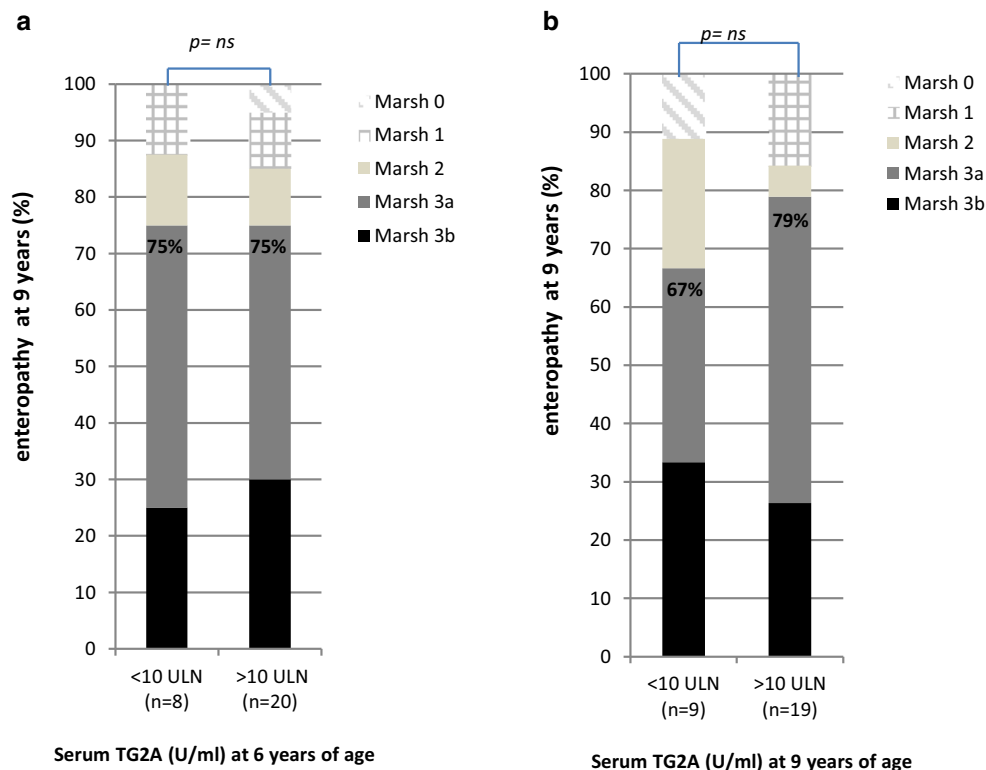 a
p= ns
enteropathy at 9 years (%)
100
90
80
70
60
50
40
30
20
10
0
75%
75%
<10 ULN
(n=8)
>10 ULN
(n=20)
Serum TG2A (U/ml) at 6 years of age
Marsh 0
Marsh 1
Marsh 2
Marsh 3a
Marsh 3b
b
p= ns
enteropathy at 9 years (%)
100
90
80
70
60
50
40
30
20
10
0
67%
79%
<10 ULN
(n=9)
>10 ULN
(n=19)
Serum TG2A (U/ml) at 9 years of age
Marsh 0
Marsh 1
Marsh 2
Marsh 3a
Marsh 3b